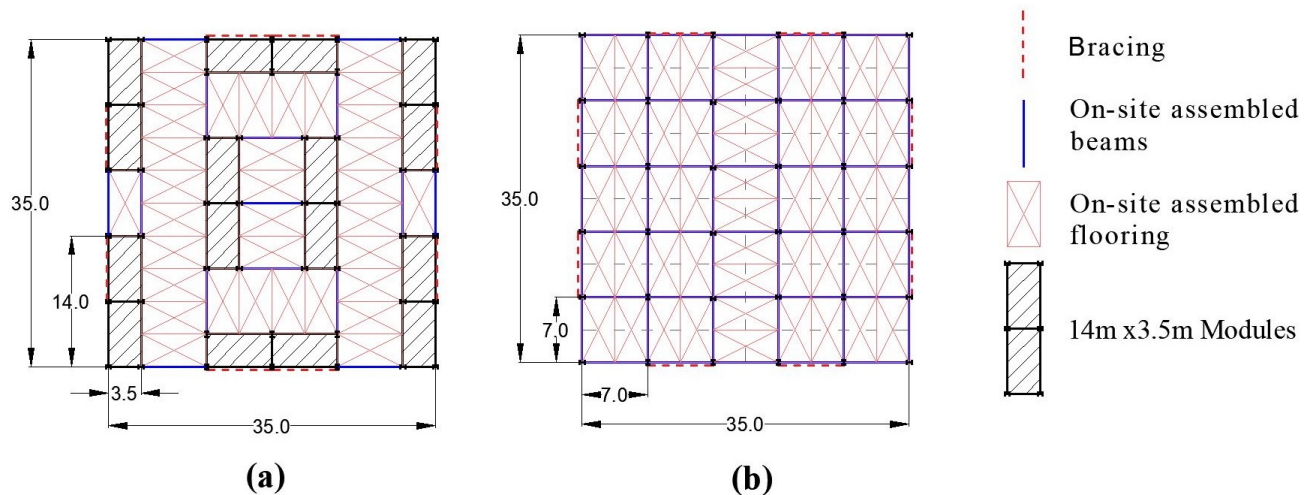 35.0
14.0
3.5
35.0
(a)
35.0
7.0
7.0
35.0
(b)
Bracing
On-site assembled
beams
On-site assembled
flooring
14m x3.5m Modules